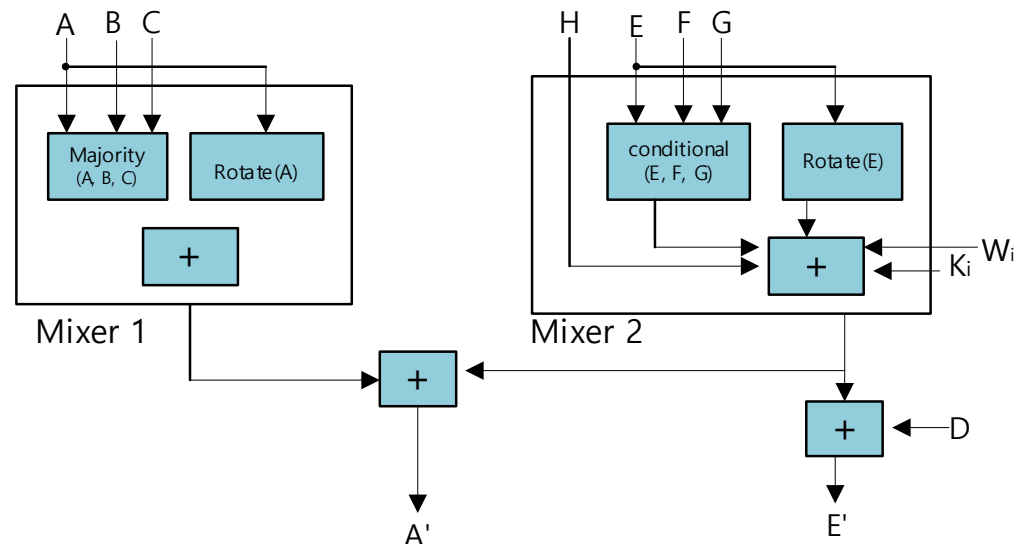 A B C H E F G
Majority
(A, B, C)
Rotate(A)
conditional
(E, F, G)
Rotate(E)
+
+
Wi
Ki
Mixer 1
Mixer 2
+
+
D
A'
E'